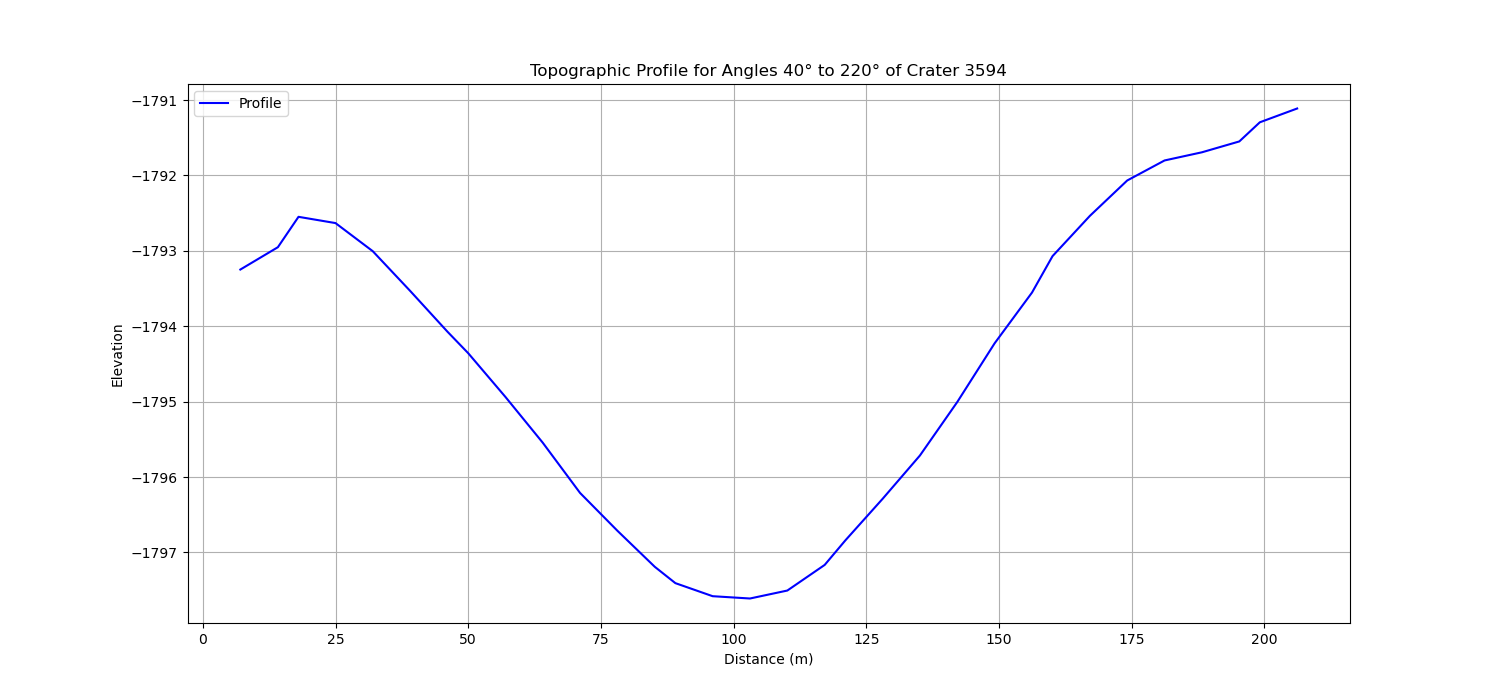 Topographic Profile for Angles 40° to 220° of Crater 3594
Profile
Elevation
−1791
−1792
−1793
−1794
−1795
−1796
−1797
0 25 50 75 100 125 150 175 200
Distance (m)